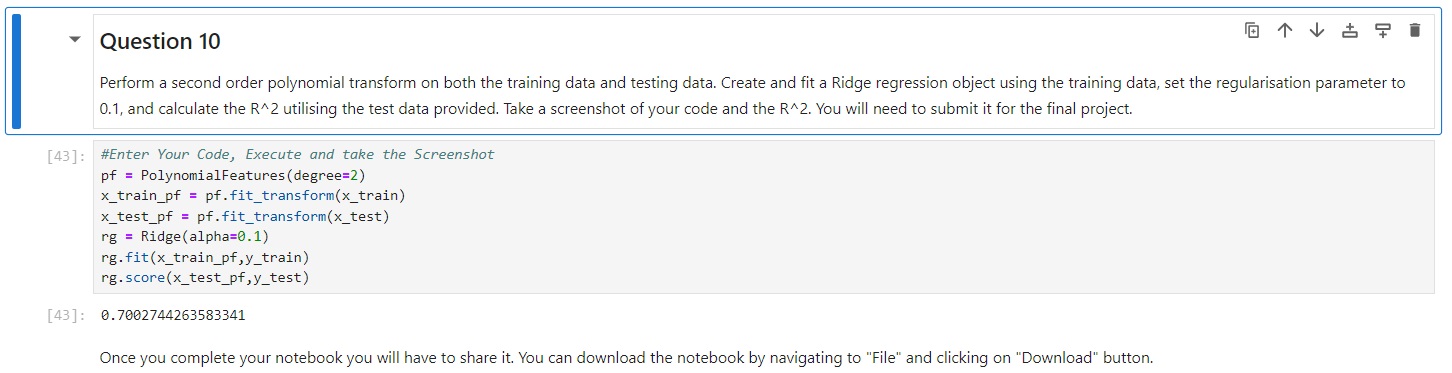 Question 10
Perform a second order polynomial transform on both the training data and testing data. Create and fit a Ridge regression object using the training data, set the regularisation parameter to
0.1, and calculate the R^2 utilising the test data provided. Take a screenshot of your code and the R^2. You will need to submit it for the final project.
[43]: #Enter Your Code, Execute and take the Screenshot
pf = PolynomialFeatures(degree=2)
x_train_pf = pf.fit_transform(x_train)
x_test_pf = pf.fit_transform(x_test)
rg = Ridge(alpha=0.1)
rg.fit(x_train_pf,y_train)
rg.score(x_test_pf,y_test)
[43]: 0.7002744263583341
Once you complete your notebook you will have to share it. You can download the notebook by navigating to "File" and clicking on "Download" button.